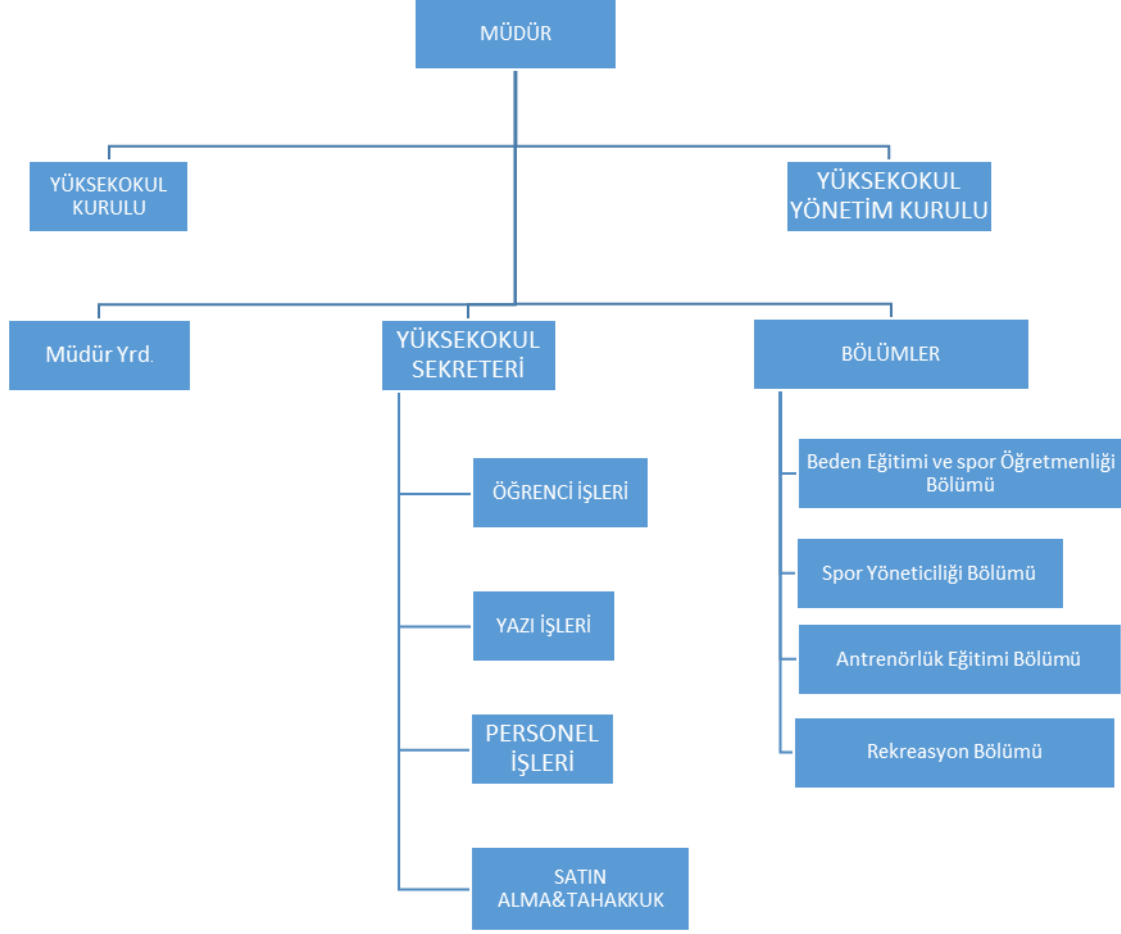 MÜDÜR
YÜKSEKOKUL
KURULU
YÜKSEKOKUL
YÖNETİM KURULU
Müdür Yrd.
YÜKSEKOKUL
SEKRETERİ
BÖLÜMLER
ÖĞRENCİ İŞLERİ
YAZI İŞLERİ
PERSONEL
İŞLERİ
SATIN
ALMA&TAHAKKUK
Beden Eğitimi ve spor Öğretmenliği
Bölümü
Spor Yöneticiliği Bölümü
Antrenörlük Eğitimi Bölümü
Rekreasyon Bölümü